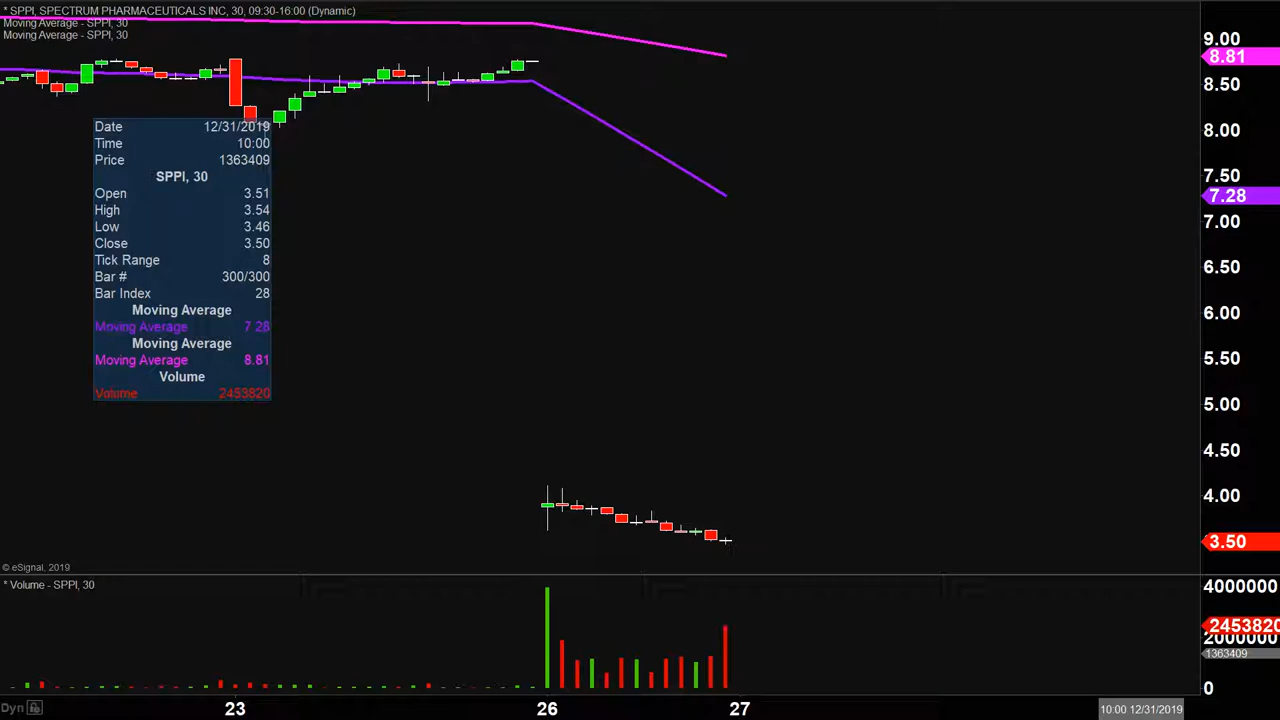 * SPPI, SPECTRUM PHARMACEUTICALS INC, 30, 09:30-16:00 (Dynamic)
Moving Average - SPPI, 30
Moving Average - SPPI, 30
9.00
8.81
8.50
8.00
7.50
7.28
7.00
6.50
6.00
5.50
5.00
4.50
4.00
3.50
Date 12/31/2019
Time 10:00
Price 1363409
SPPI, 30
Open 3.51
High 3.54
Low 3.46
Close 3.50
Tick Range 8
Bar # 300/300
Bar Index 28
Moving Average
Moving Average 7.28
Moving Average
Moving Average 8.81
Volume
Volume 2453820
© eSignal, 2019
* Volume - SPPI, 30
4000000
2453820
2000000
1363409
0
Dyn 23 26 27 10:00 12/31/2019